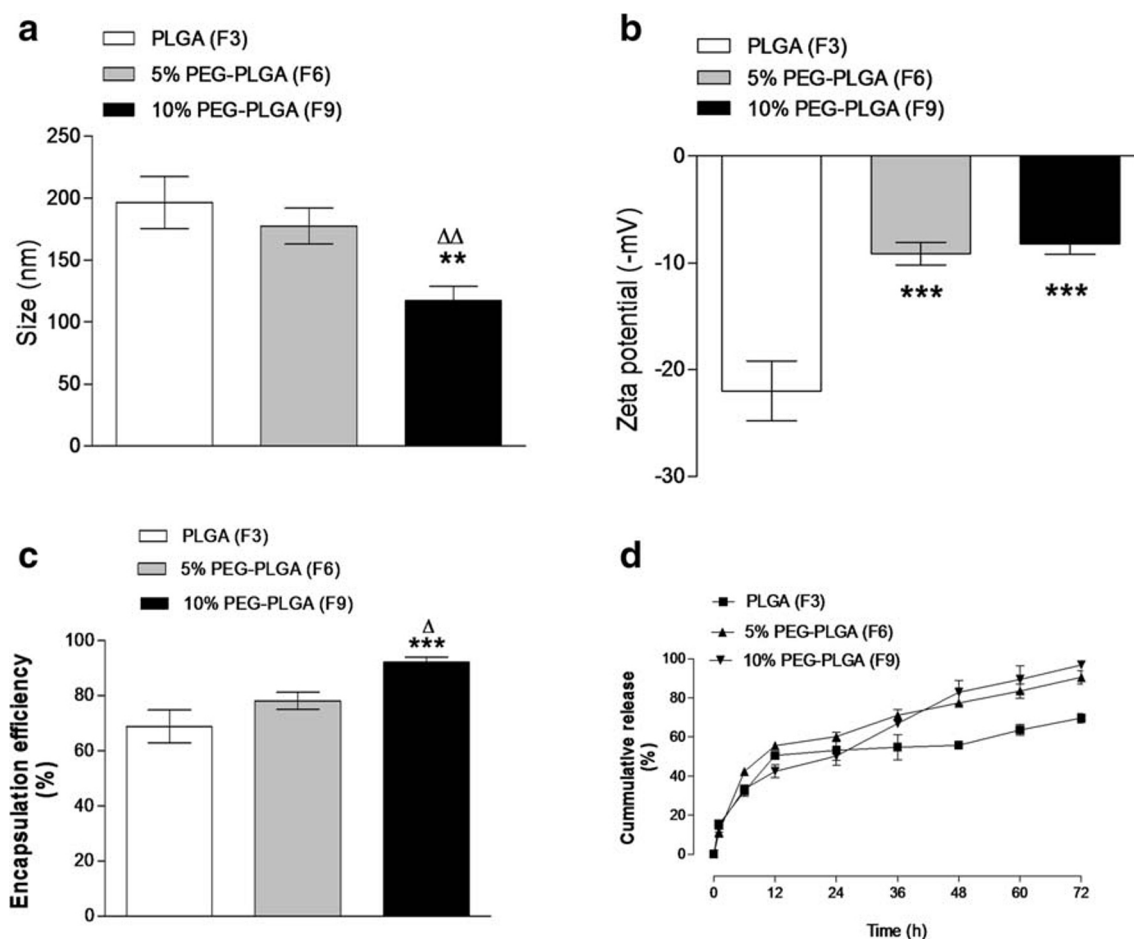 a
PLGA (F3)
5% PEG-PLGA (F6)
10% PEG-PLGA (F9)
250
200
150
100
50
0
Size (nm)
ΔΔ
**
b
PLGA (F3)
5% PEG-PLGA (F6)
10% PEG-PLGA (F9)
0
-10
-20
-30
Zeta potential (-mV)
***
***
c
PLGA (F3)
5% PEG-PLGA (F6)
10% PEG-PLGA (F9)
100
80
60
40
20
0
Encapsulation efficiency
(%)
Δ
***
d
PLGA (F3)
5% PEG-PLGA (F6)
10% PEG-PLGA (F9)
100
80
60
40
20
0
Cummulative release
(%)
0 12 24 36 48 60 72
Time (h)